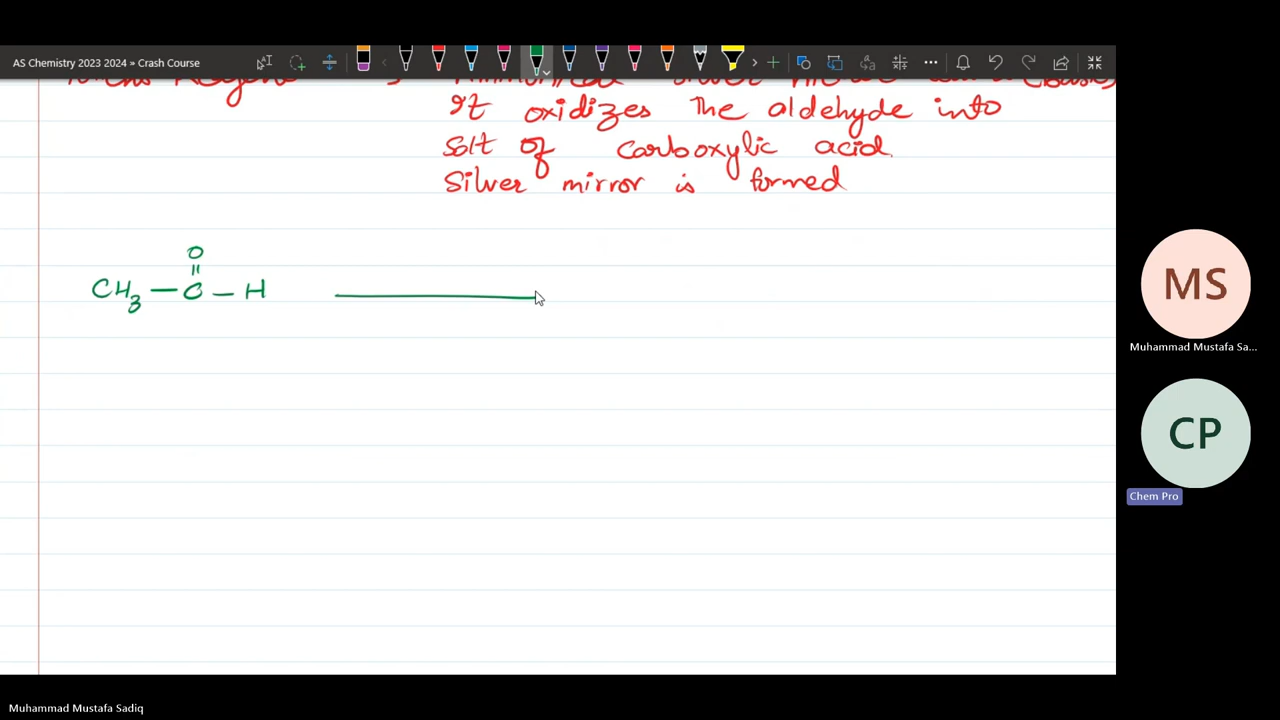 AS Chemistry 2023 2024 » Crash Course
It oxidizes the aldehyde into
Salt of carboxylic acid.
Silver mirror is formed
O
CH3 — C — H
MS
Muhammad Mustafa Sa...
CP
Chem Pro
Muhammad Mustafa Sadiq